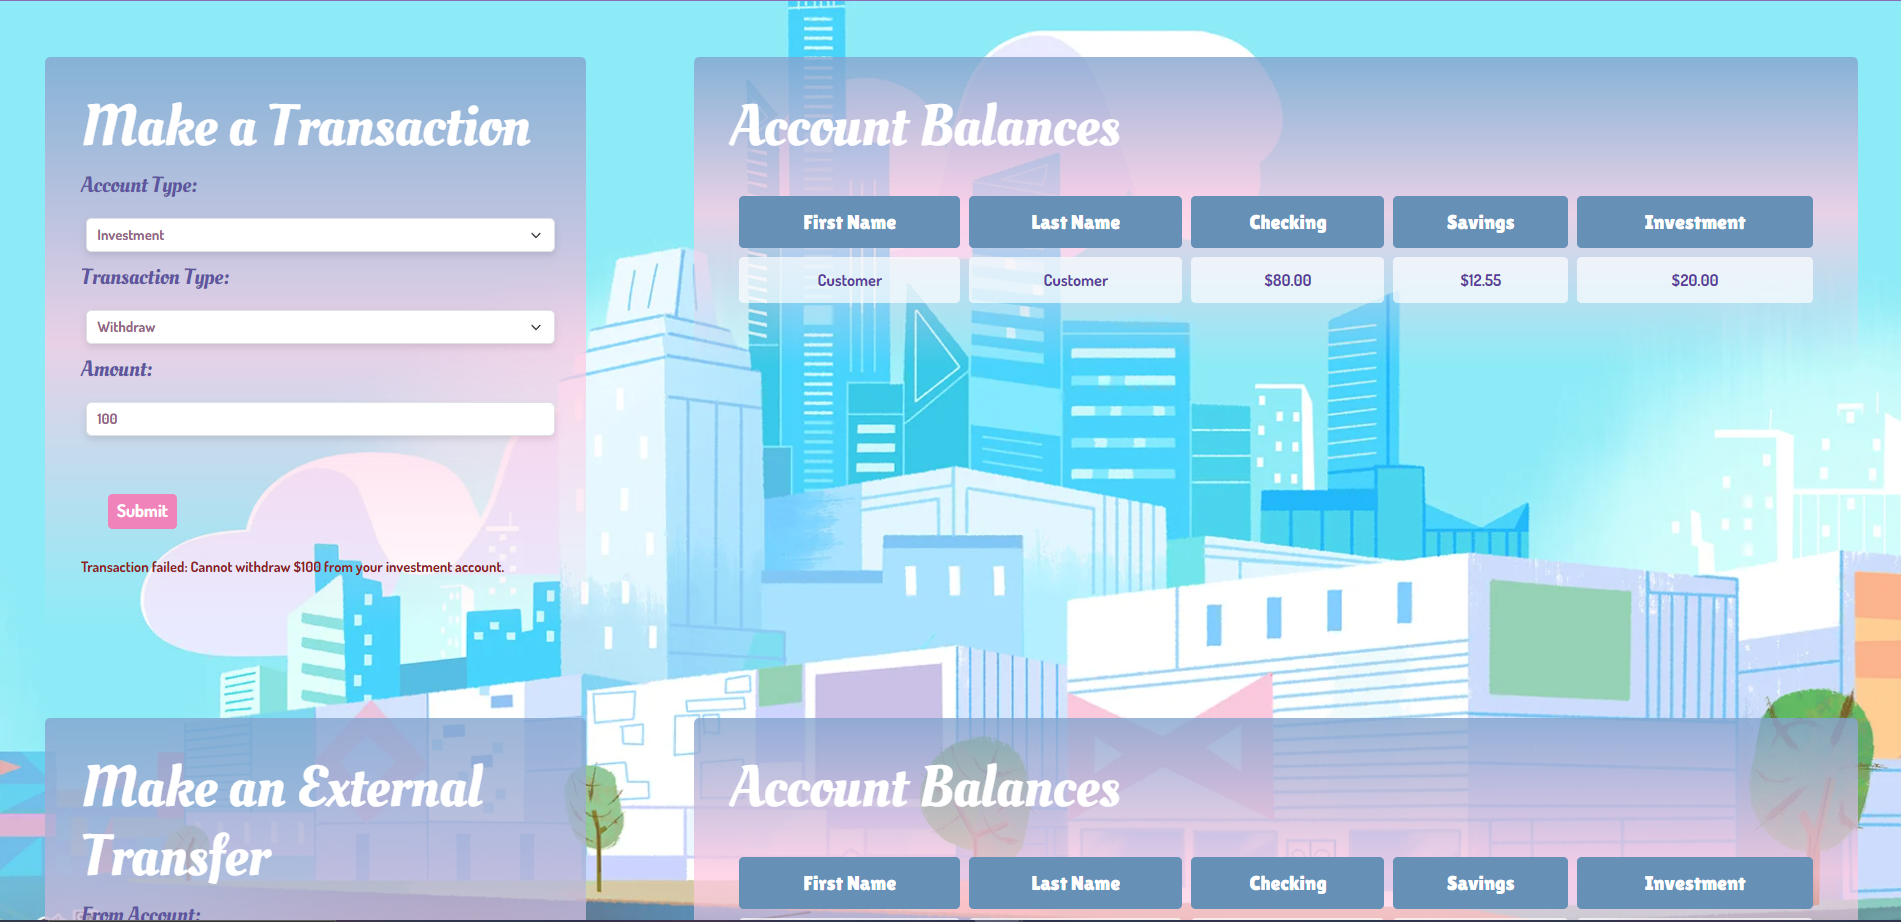 Make a Transaction
Account Type:
Investment
Transaction Type:
Withdraw
Amount:
100
Submit
Transaction failed: Cannot withdraw $100 from your investment account.
Account Balances
First Name Last Name Checking Savings Investment
Customer Customer $80.00 $12.55 $20.00
Make an External
Transfer
From Account:
Account Balances
First Name Last Name Checking Savings Investment